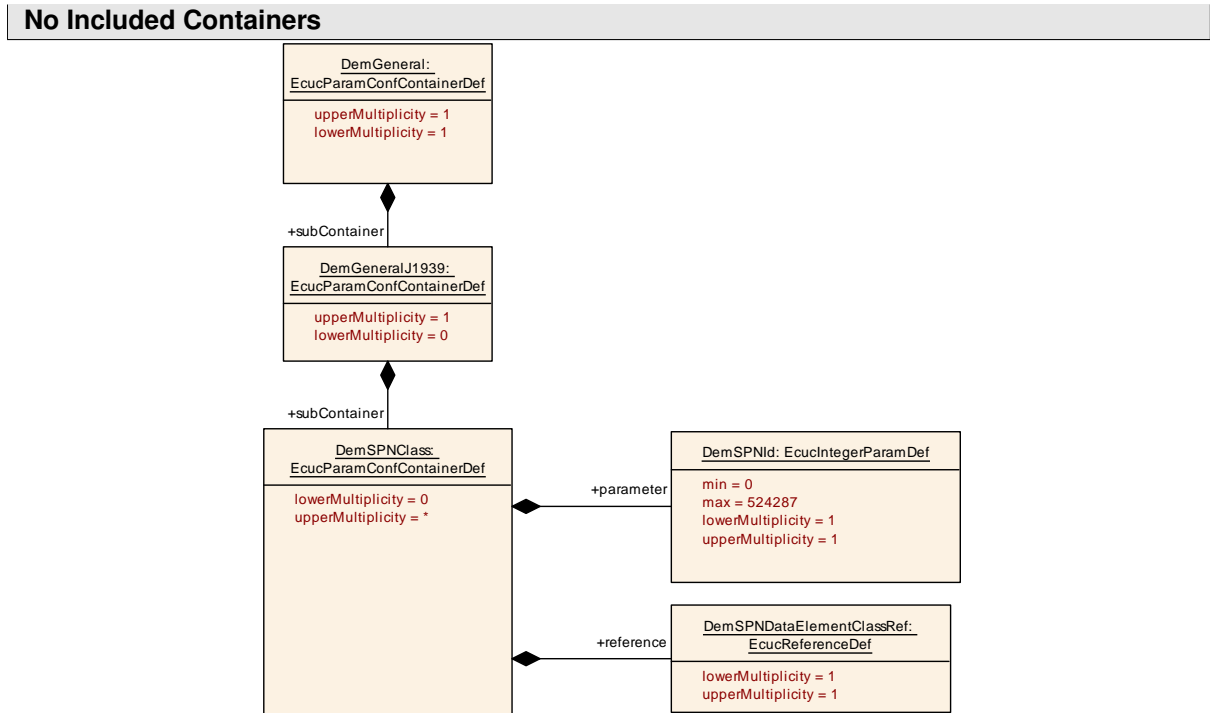 No Included Containers
DemGeneral:
EcucParamConfContainerDef
upperMultiplicity = 1
lowerMultiplicity = 1
+subContainer
DemGeneralJ1939:
EcucParamConfContainerDef
upperMultiplicity = 1
lowerMultiplicity = 0
+subContainer
DemSPNClass:
EcucParamConfContainerDef
lowerMultiplicity = 0
upperMultiplicity = *
+parameter
DemSPNId: EcucIntegerParamDef
min = 0
max = 524287
lowerMultiplicity = 1
upperMultiplicity = 1
+reference
DemSPNDataElementClassRef:
EcucReferenceDef
lowerMultiplicity = 1
upperMultiplicity = 1